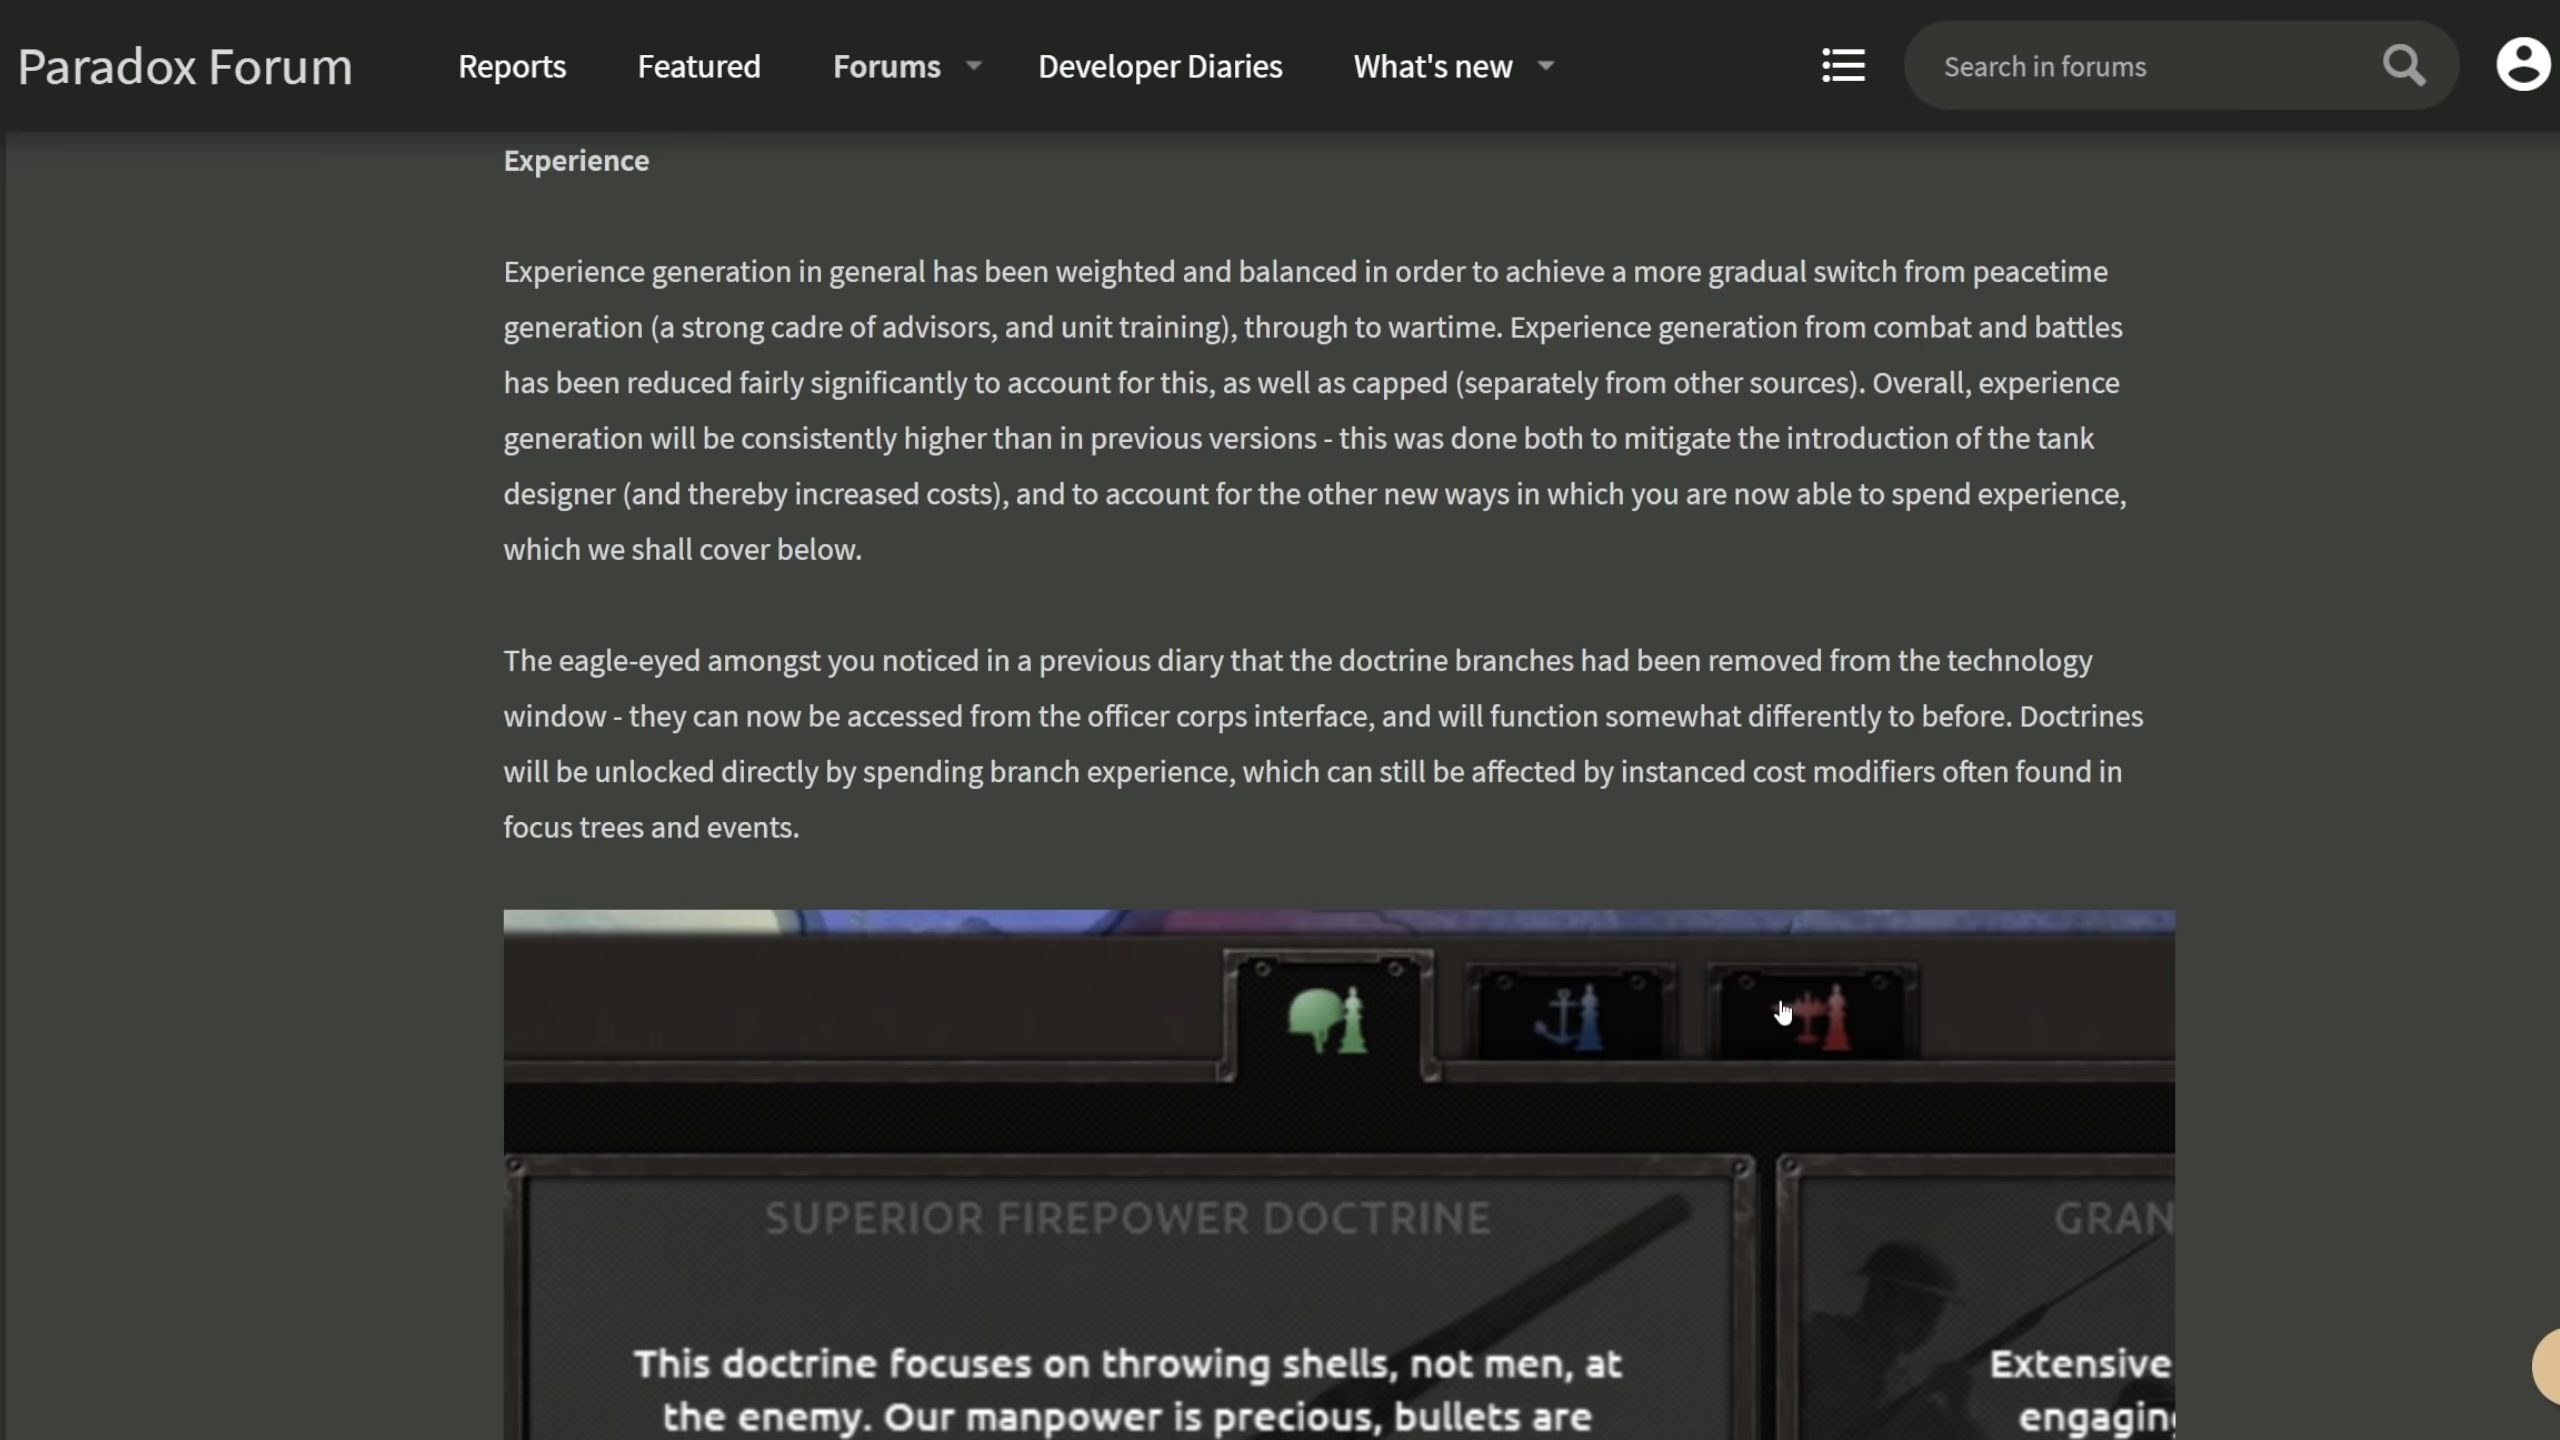 Paradox Forum
Reports
Featured
Forums
Developer Diaries
What's new
Search in forums
Experience
Experience generation in general has been weighted and balanced in order to achieve a more gradual switch from peacetime
generation (a strong cadre of advisors, and unit training), through to wartime. Experience generation from combat and battles
has been reduced fairly significantly to account for this, as well as capped (separately from other sources). Overall, experience
generation will be consistently higher than in previous versions - this was done both to mitigate the introduction of the tank
designer (and thereby increased costs), and to account for the other new ways in which you are now able to spend experience,
which we shall cover below.
The eagle-eyed amongst you noticed in a previous diary that the doctrine branches had been removed from the technology
window - they can now be accessed from the officer corps interface, and will function somewhat differently to before. Doctrines
will be unlocked directly by spending branch experience, which can still be affected by instanced cost modifiers often found in
focus trees and events.
SUPERIOR FIREPOWER DOCTRINE
GRAN
This doctrine focuses on throwing shells, not men, at
the enemy. Our manpower is precious, bullets are
Extensive
engaging